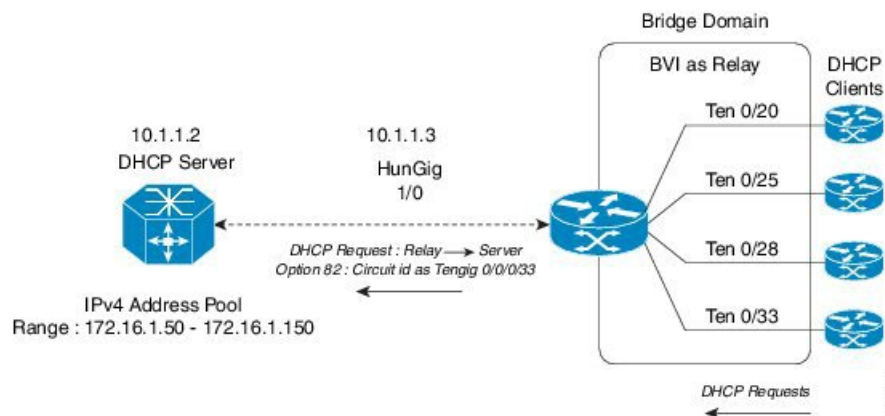 Bridge Domain
BVI as Relay
DHCP
Clients
Ten 0/20
Ten 0/25
Ten 0/28
Ten 0/33
10.1.1.2
DHCP Server
10.1.1.3
HunGig
1/0
DHCP Request : Relay → Server
Option 82 : Circuit id as Tengig 0/0/0/33
IPv4 Address Pool
Range : 172.16.1.50 - 172.16.1.150
DHCP Requests